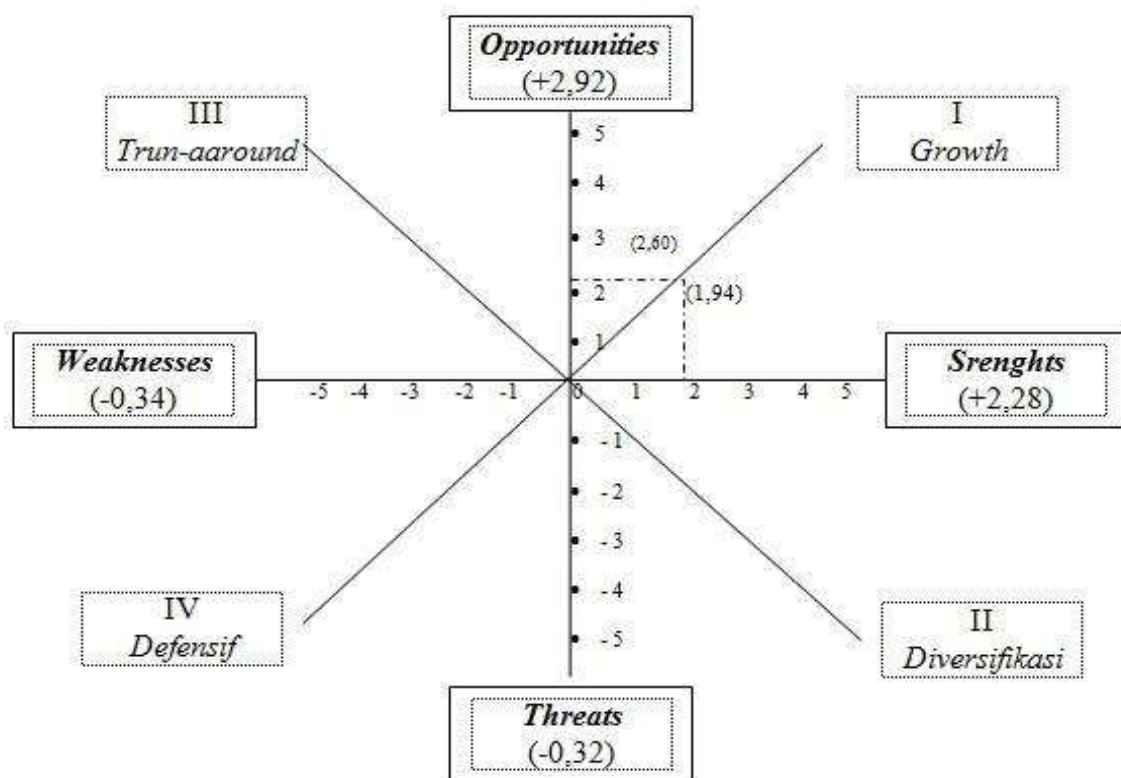 Opportunities
(+2,92)
III
Trun-aaround
I
Growth
5
4
3
(2,60)
2
(1,94)
1
Weaknesses
(-0,34)
-5 -4 -3 -2 -1 0 1 2 3 4 5
Srenghts
(+2,28)
- 1
- 2
- 3
- 4
- 5
IV
Defensif
II
Diversifikasi
Threats
(-0,32)